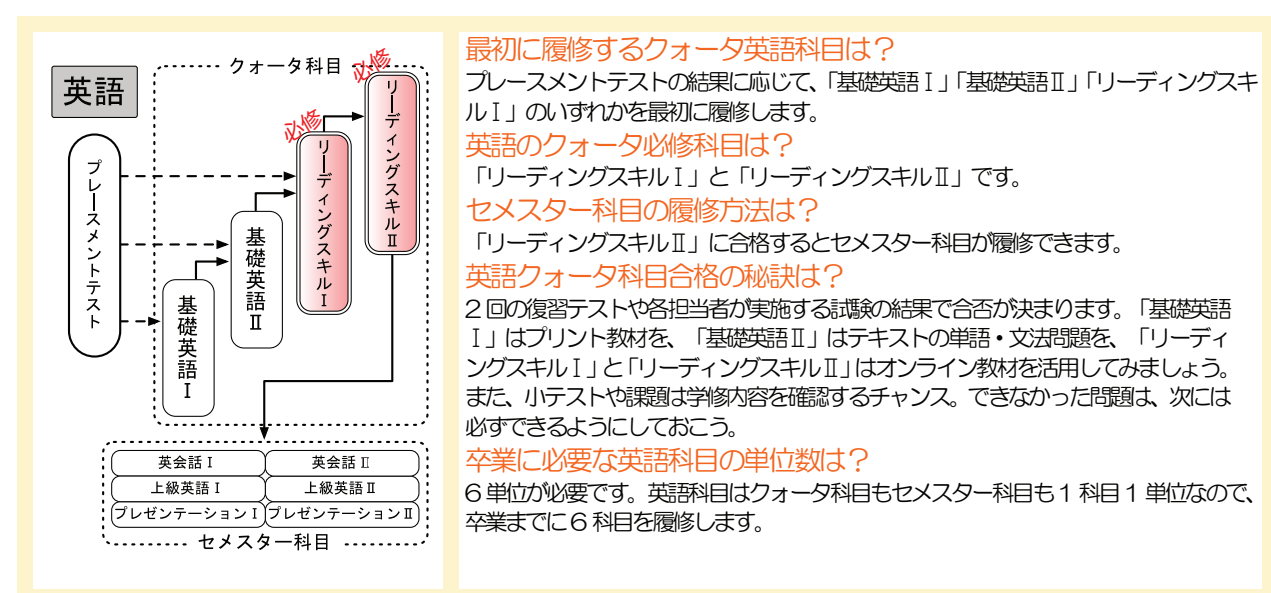 英語
クォータ科目
必修
必修
プレースメントテスト
基礎英語Ⅰ
基礎英語Ⅱ
リーディングスキルⅠ
リーディングスキルⅡ
英会話Ⅰ
英会話Ⅱ
上級英語Ⅰ
上級英語Ⅱ
プレゼンテーションⅠ
プレゼンテーションⅡ
セメスター科目
最初に履修するクォータ英語科目は？
プレースメントテストの結果に応じて、「基礎英語Ⅰ」「基礎英語Ⅱ」「リーディングスキ
ルⅠ」のいずれかを最初に履修します。
英語のクォータ必修科目は？
「リーディングスキルⅠ」と「リーディングスキルⅡ」です。
セメスター科目の履修方法は？
「リーディングスキルⅡ」に合格するとセメスター科目が履修できます。
英語クォータ科目合格の秘訣は？
２回の復習テストや各担当者が実施する試験の結果で合否が決まります。「基礎英語
Ⅰ」はプリント教材を、「基礎英語Ⅱ」はテキストの単語・文法問題を、「リーディ
ングスキルⅠ」と「リーディングスキルⅡ」はオンライン教材を活用してみましょう。
また、小テストや課題は学修内容を確認するチャンス。できなかった問題は、次には
必ずできるようにしておこう。
卒業に必要な英語科目の単位数は？
６単位が必要です。英語科目はクォータ科目もセメスター科目も１科目１単位なので、
卒業までに６科目を履修します。